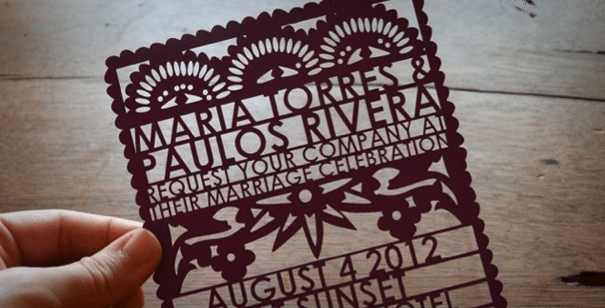 MARIA TORRES &
PAULOS RIVERA
REQUEST YOUR COMPANY AT
THEIR MARRIAGE CELEBRATION
AUGUST 4 2012
SUNSET